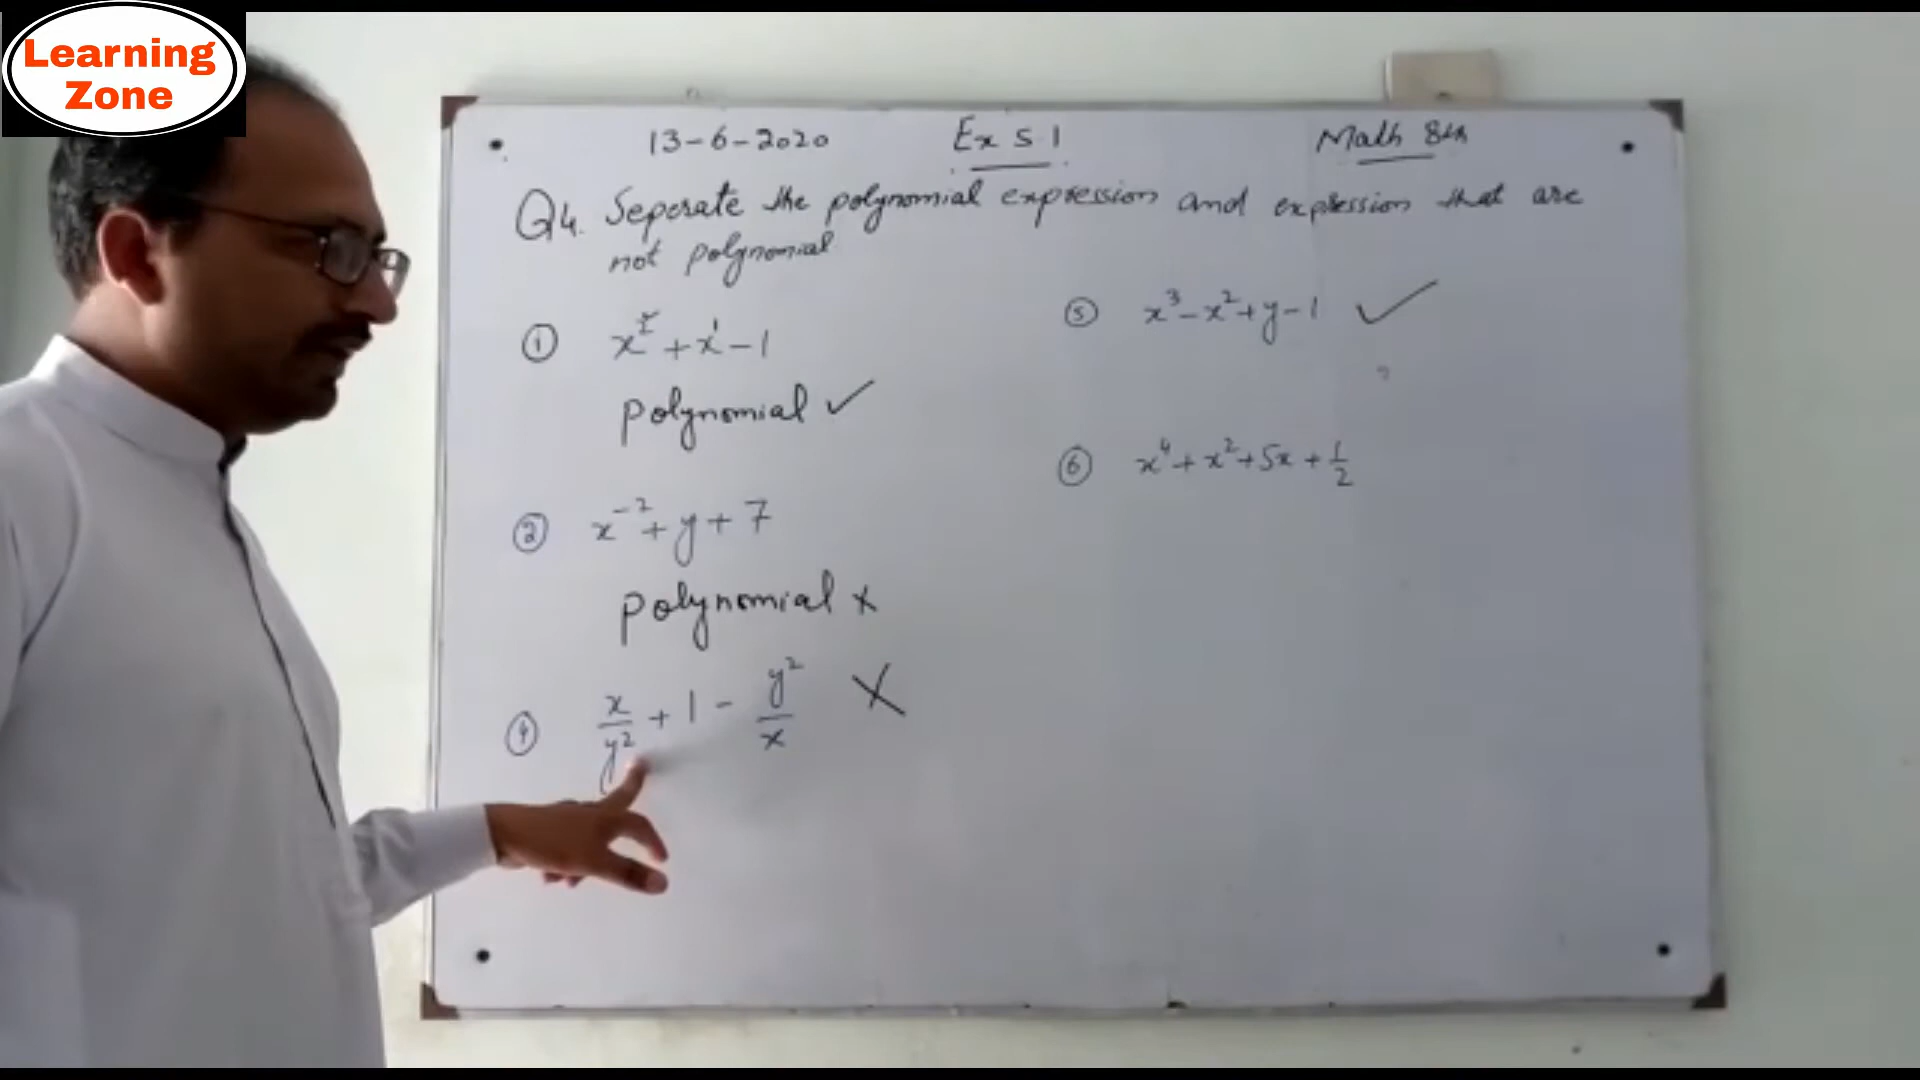 Learning
Zone
13-6-2020 Ex 5.1 Math 8th
Q4. Seperate the polynomial expression and expression that are
not polynomial
① x² + x¹ - 1
polynomial ✓
② x⁻² + y + 7
polynomial ×
④ x/y² + 1 - y²/x ×
⑤ x³ - x² + y - 1 ✓
⑥ x⁴ + x² + 5x + 1/2